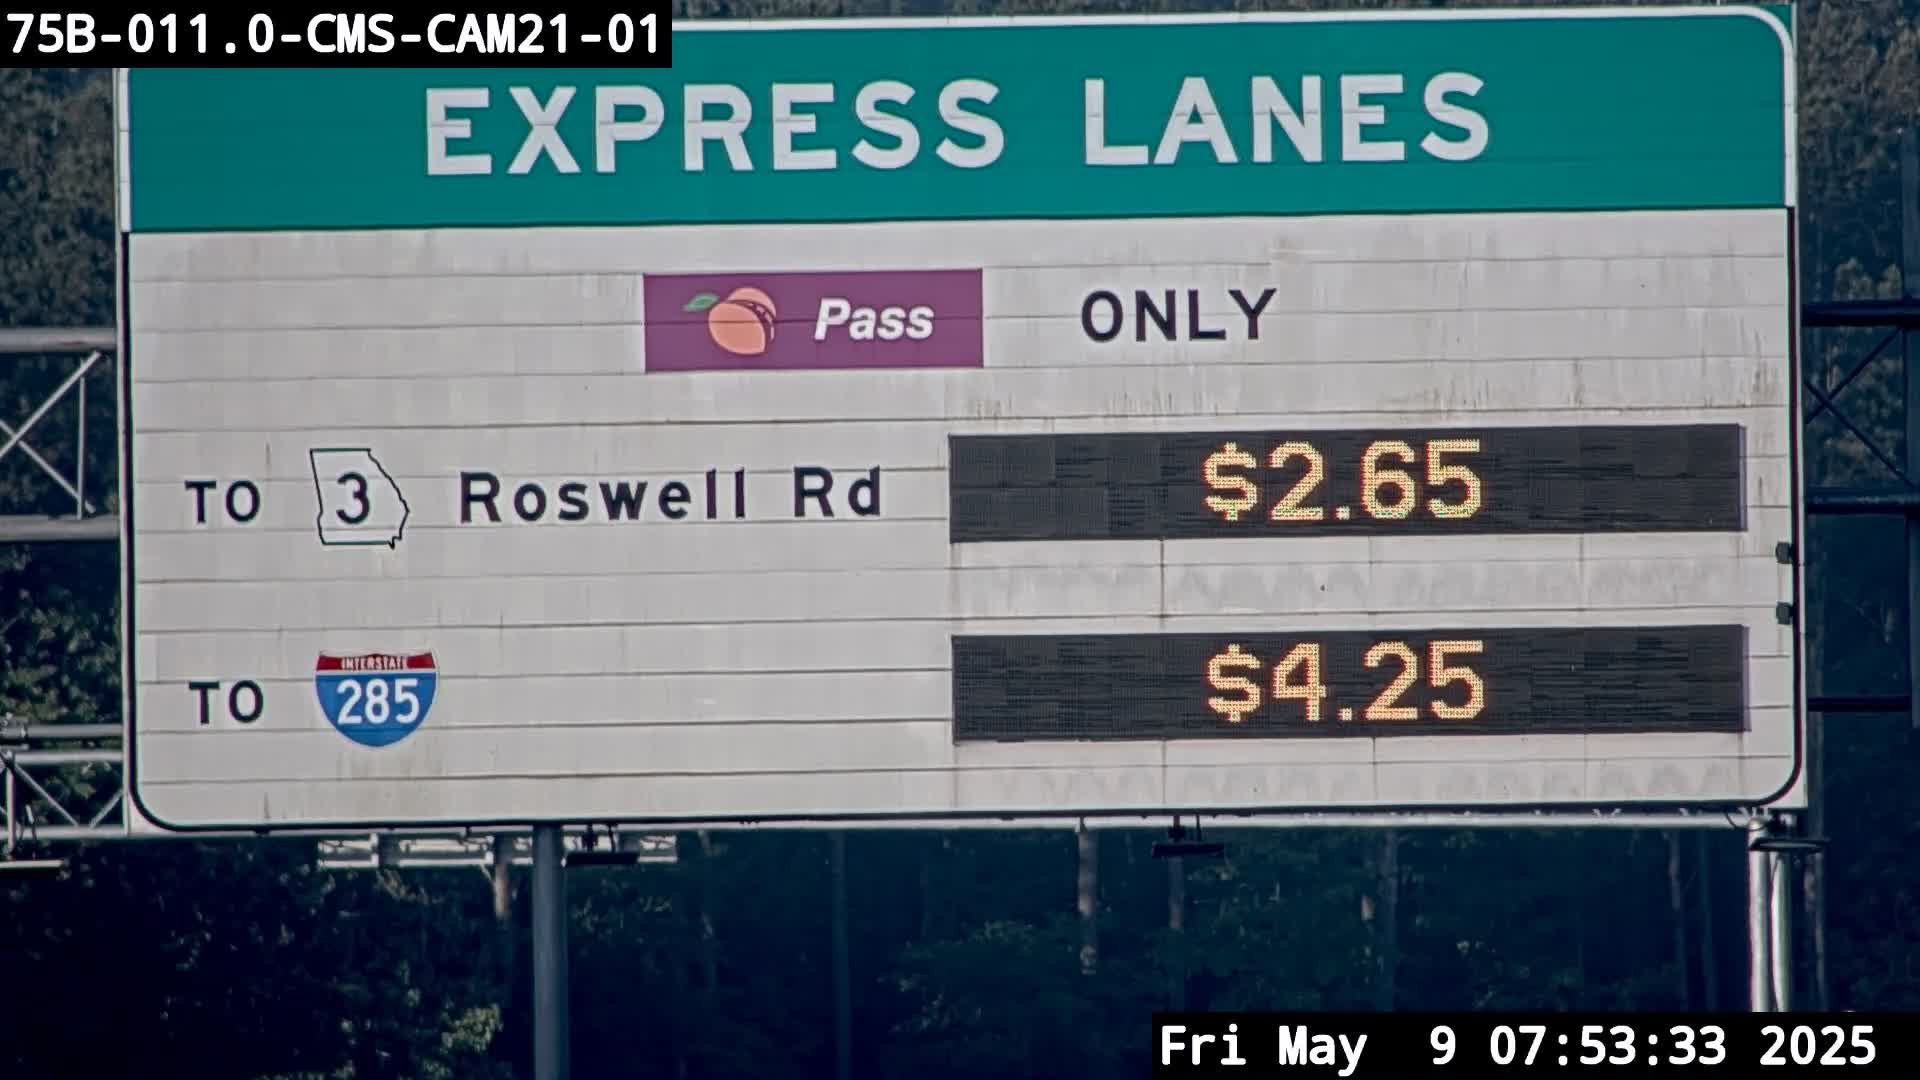 75B-011.0-CMS-CAM21-01
EXPRESS LANES
Pass ONLY
TO 3 Roswell Rd $2.65
INTERSTATE
TO 285 $4.25
Fri May 9 07:53:33 2025